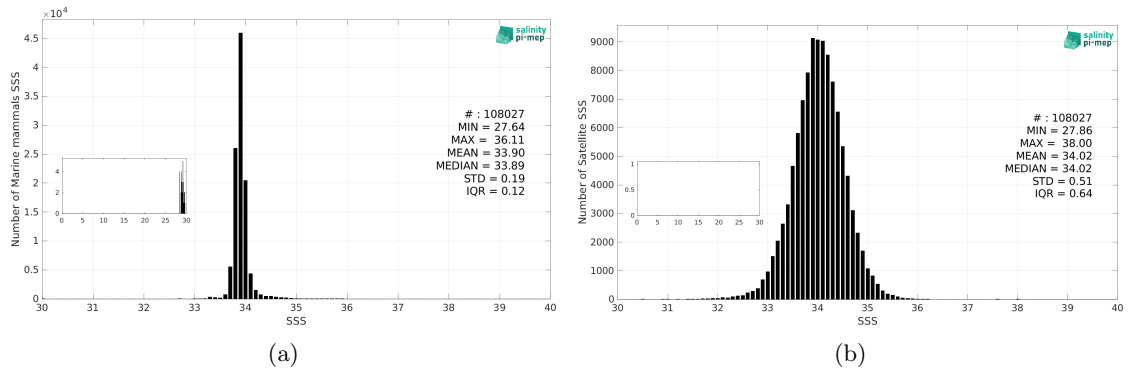 ×10⁴
4.5
4
3.5
3
2.5
2
1.5
1
0.5
0
30 31 32 33 34 35 36 37 38 39 40
SSS
Number of Marine mammals SSS
salinity
pi-mep
# : 108027
MIN = 27.64
MAX = 36.11
MEAN = 33.90
MEDIAN = 33.89
STD = 0.19
IQR = 0.12
4
2
0
0 5 10 15 20 25 30
(a)
9000
8000
7000
6000
5000
4000
3000
2000
1000
0
30 31 32 33 34 35 36 37 38 39 40
SSS
Number of Satellite SSS
salinity
pi-mep
# : 108027
MIN = 27.86
MAX = 38.00
MEAN = 34.02
MEDIAN = 34.02
STD = 0.51
IQR = 0.64
1
0.5
0
0 5 10 15 20 25 30
(b)